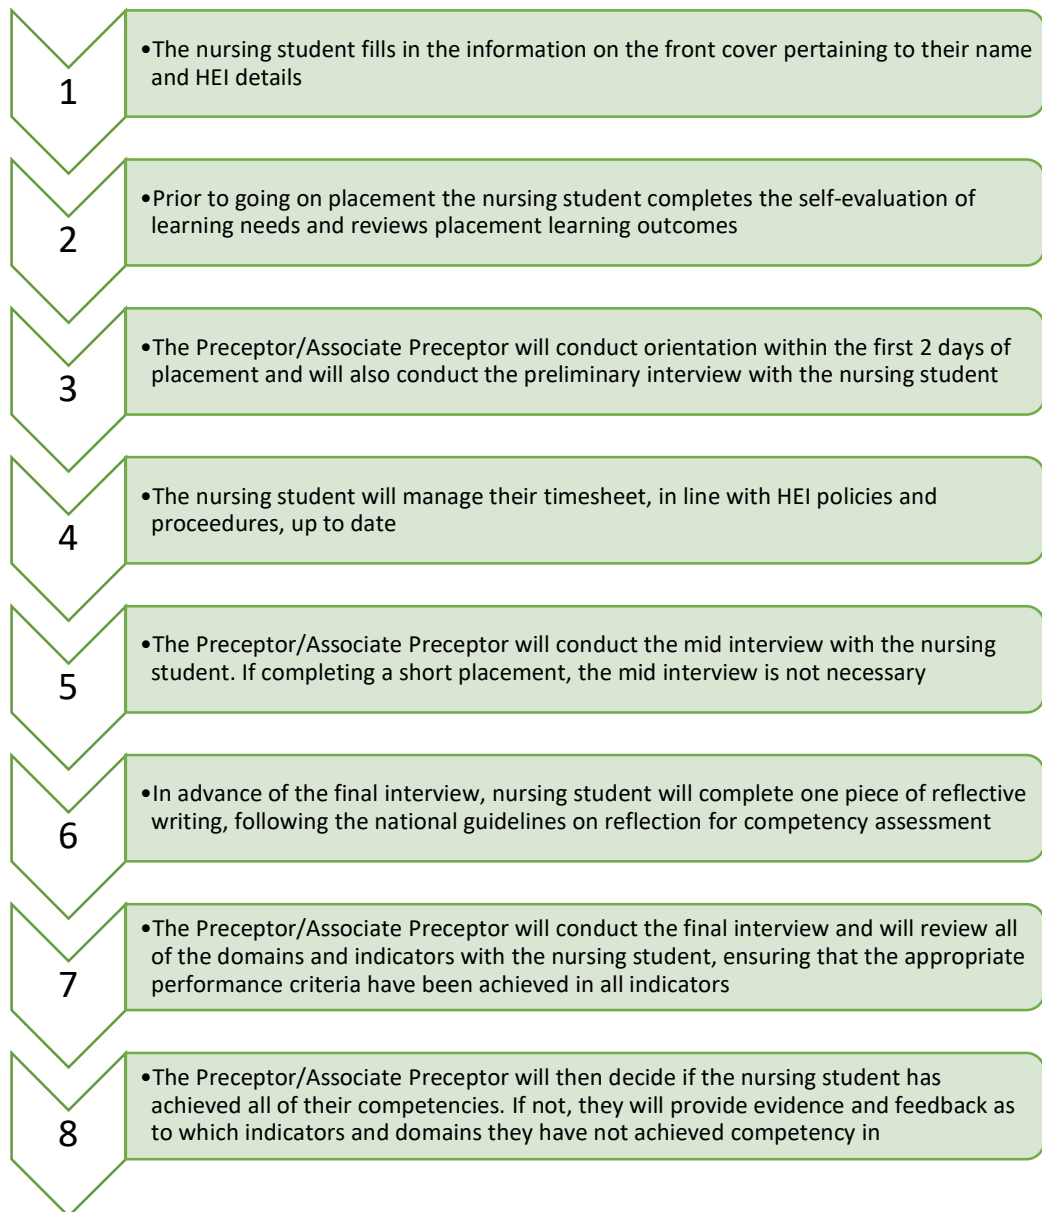 1
•The nursing student fills in the information on the front cover pertaining to their name
and HEI details
2
•Prior to going on placement the nursing student completes the self-evaluation of
learning needs and reviews placement learning outcomes
3
•The Preceptor/Associate Preceptor will conduct orientation within the first 2 days of
placement and will also conduct the preliminary interview with the nursing student
4
•The nursing student will manage their timesheet, in line with HEI policies and
proceedures, up to date
5
•The Preceptor/Associate Preceptor will conduct the mid interview with the nursing
student. If completing a short placement, the mid interview is not necessary
6
•In advance of the final interview, nursing student will complete one piece of reflective
writing, following the national guidelines on reflection for competency assessment
7
•The Preceptor/Associate Preceptor will conduct the final interview and will review all
of the domains and indicators with the nursing student, ensuring that the appropriate
performance criteria have been achieved in all indicators
8
•The Preceptor/Associate Preceptor will then decide if the nursing student has
achieved all of their competencies. If not, they will provide evidence and feedback as
to which indicators and domains they have not achieved competency in